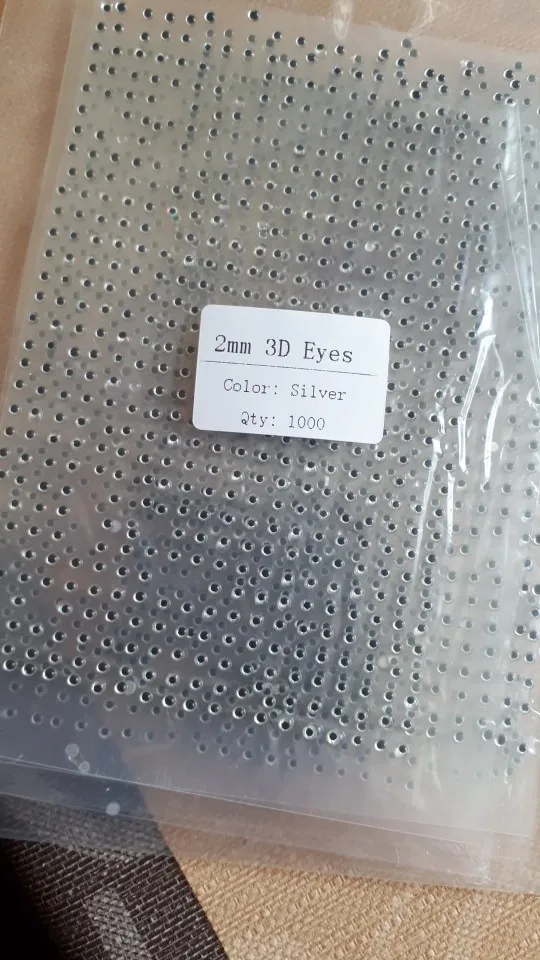 2mm 3D Eyes
Color: Silver
Qty: 1000